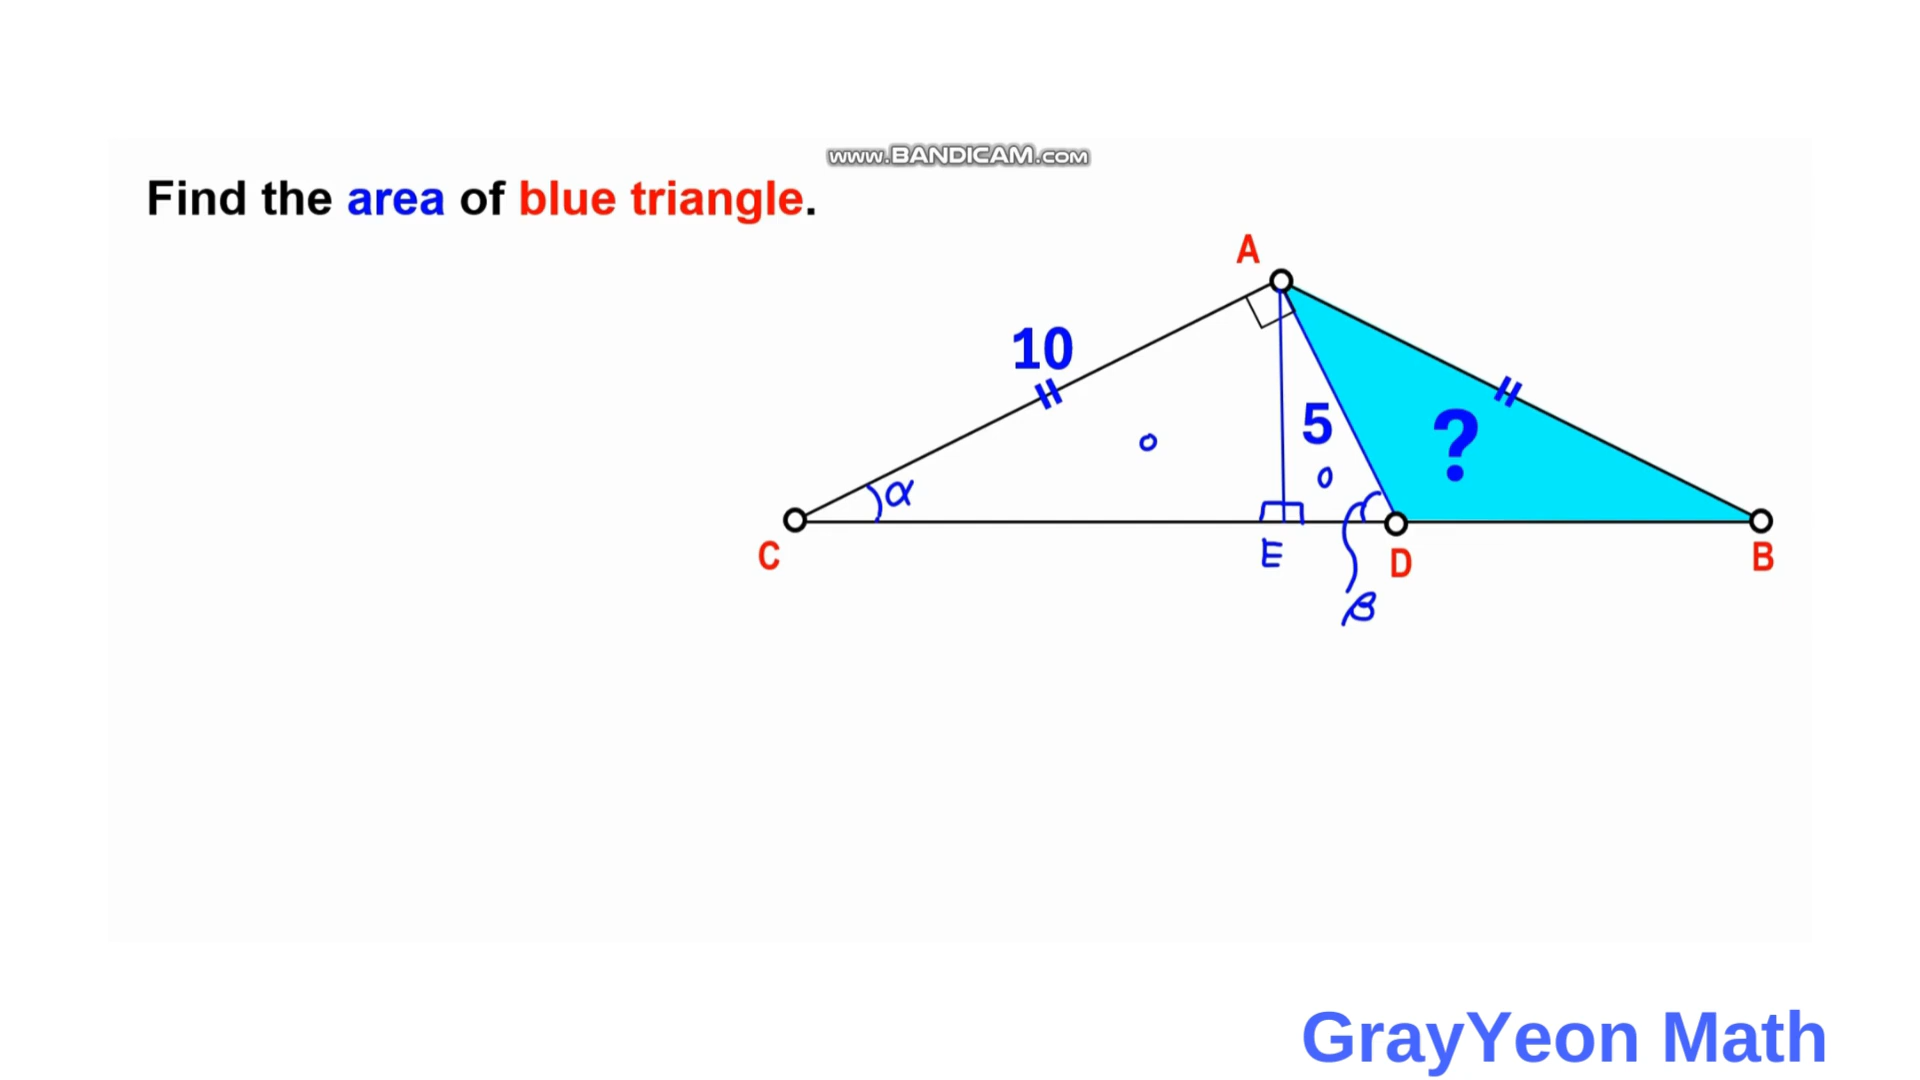 www.BANDICAM.com
Find the area of blue triangle.
A
10
5
?
α
C
E
D
B
β
GrayYeon Math